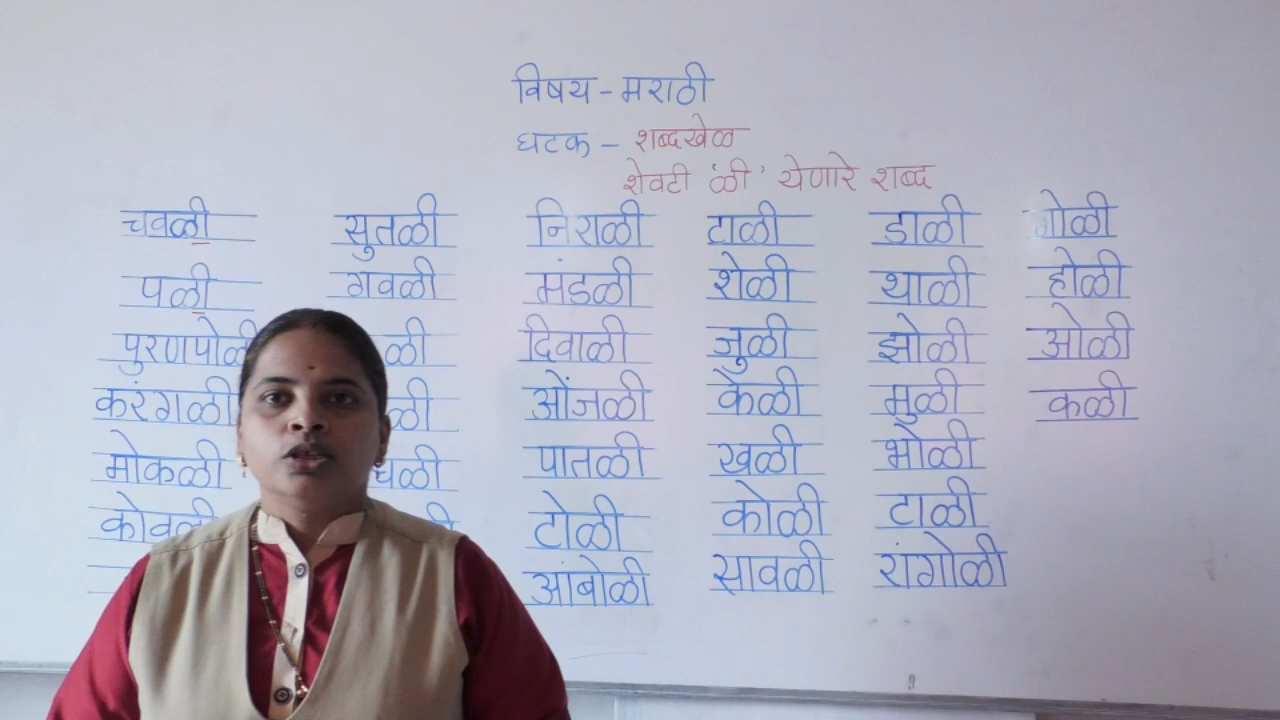 विषय - मराठी
घटक - शब्दखेळ
शेवटी 'ळी' येणारे शब्द
चवळी सुतळी निराळी टाळी डाळी गोळी
पळी गवळी मंडळी शेळी थाळी होळी
पुरणपोळी दिवाळी जुळी झोळी ओळी
करंगळी ओंजळी केळी मुळी कळी
मोकळी पातळी खळी भोळी
टोळी कोळी टाळी
आंबोळी सावळी रांगोळी